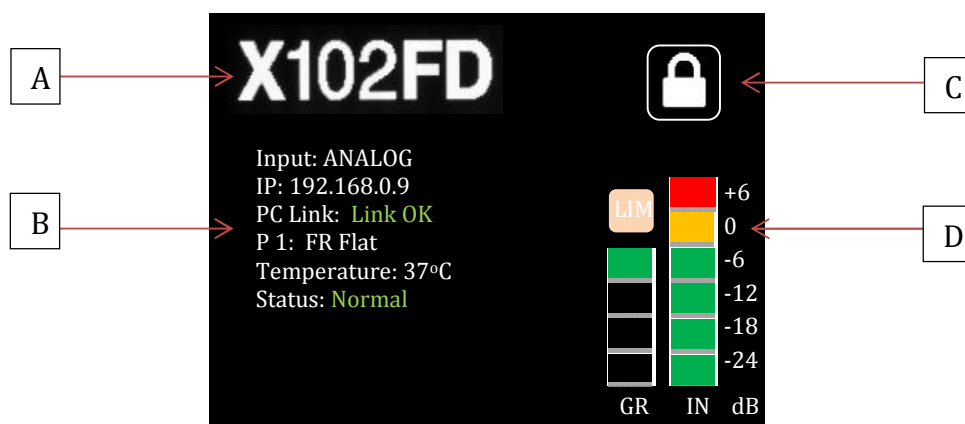 X102FD
A
C
Input: ANALOG
IP: 192.168.0.9
PC Link: Link OK
P 1: FR Flat
Temperature: 37°C
Status: Normal
B
LIM
+6
0
-6
-12
-18
-24
D
GR IN dB